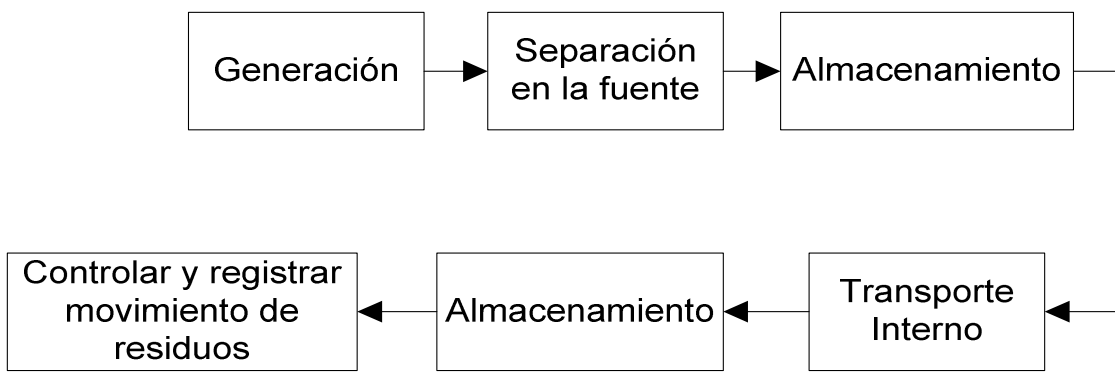 Generación
Separación
en la fuente
Almacenamiento
Transporte
Interno
Almacenamiento
Controlar y registrar
movimiento de
residuos